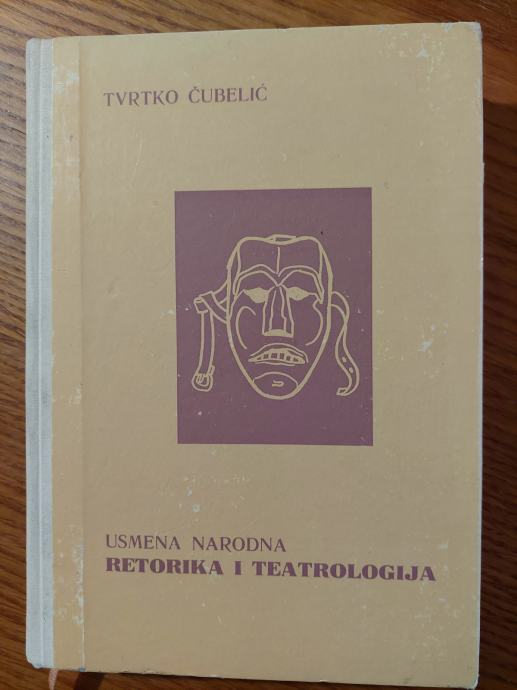 TVRTKO ČUBELIĆ
USMENA NARODNA
RETORIKA I TEATROLOGIJA